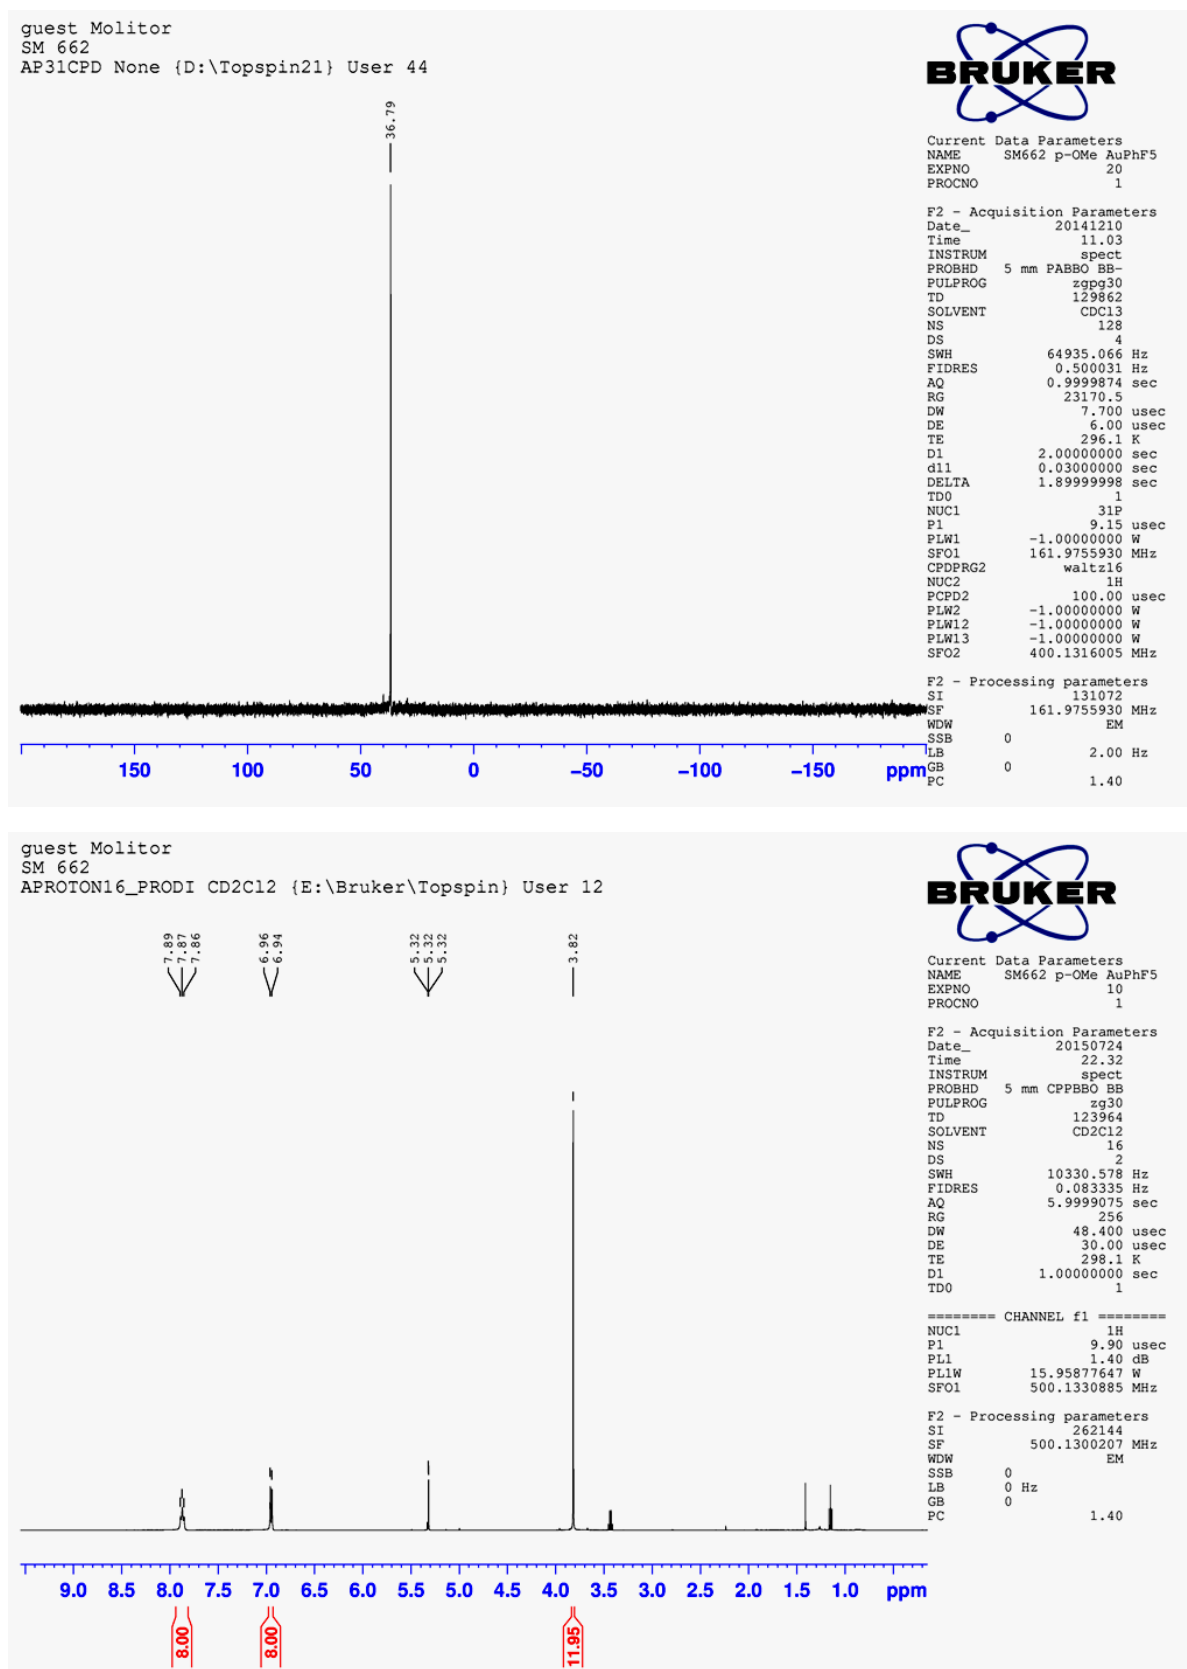 guest Molitor
SM 662
AP31CPD None {D:\Topspin21} User 44
BRUKER
36.79
Current Data Parameters
NAME SM662 p-OMe AuPhF5
EXPNO 20
PROCNO 1
F2 - Acquisition Parameters
Date_ 20141210
Time 11.03
INSTRUM spect
PROBHD 5 mm PABBO BB-
PULPROG zgpg30
TD 129862
SOLVENT CDCl3
NS 128
DS 4
SWH 64935.066 Hz
FIDRES 0.500031 Hz
AQ 0.9999874 sec
RG 23170.5
DW 7.700 usec
DE 6.00 usec
TE 296.1 K
D1 2.00000000 sec
d11 0.03000000 sec
DELTA 1.89999998 sec
TD0 1
NUC1 31P
P1 9.15 usec
PLW1 -1.00000000 W
SFO1 161.9755930 MHz
CPDPRG2 waltz16
NUC2 1H
PCPD2 100.00 usec
PLW2 -1.00000000 W
PLW12 -1.00000000 W
PLW13 -1.00000000 W
SFO2 400.1316005 MHz
F2 - Processing parameters
SI 131072
SF 161.9755930 MHz
WDW EM
SSB 0
LB 2.00 Hz
GB 0
PC 1.40
150 100 50 0 -50 -100 -150 ppm
guest Molitor
SM 662
APROTON16_PRODI CD2Cl2 {E:\Bruker\Topspin} User 12
BRUKER
7.89
7.87
7.86
6.96
6.94
5.32
5.32
5.32
3.82
Current Data Parameters
NAME SM662 p-OMe AuPhF5
EXPNO 10
PROCNO 1
F2 - Acquisition Parameters
Date_ 20150724
Time 22.32
INSTRUM spect
PROBHD 5 mm CPPBBO BB
PULPROG zg30
TD 123964
SOLVENT CD2Cl2
NS 16
DS 2
SWH 10330.578 Hz
FIDRES 0.083335 Hz
AQ 5.9999075 sec
RG 256
DW 48.400 usec
DE 30.00 usec
TE 298.1 K
D1 1.00000000 sec
TD0 1
======== CHANNEL f1 ========
NUC1 1H
P1 9.90 usec
PL1 1.40 dB
PL1W 15.95877647 W
SFO1 500.1330885 MHz
F2 - Processing parameters
SI 262144
SF 500.1300207 MHz
WDW EM
SSB 0
LB 0 Hz
GB 0
PC 1.40
9.0 8.5 8.0 7.5 7.0 6.5 6.0 5.5 5.0 4.5 4.0 3.5 3.0 2.5 2.0 1.5 1.0 ppm
8.00
8.00
11.95